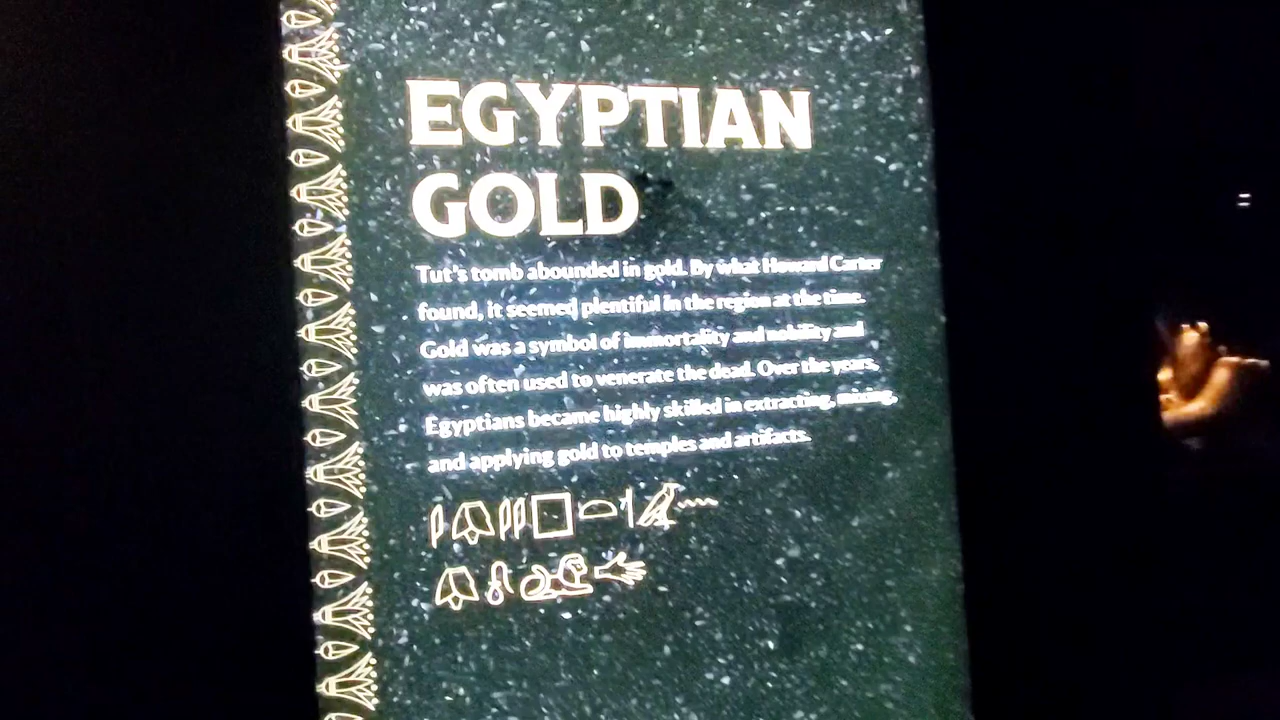 EGYPTIAN
GOLD
Tut's tomb abounded in gold. By what Howard Carter
found, it seemed plentiful in the region at the time.
Gold was a symbol of immortality and nobility and
was often used to venerate the dead. Over the years,
Egyptians became highly skilled in extracting, mixing,
and applying gold to temples and artifacts.